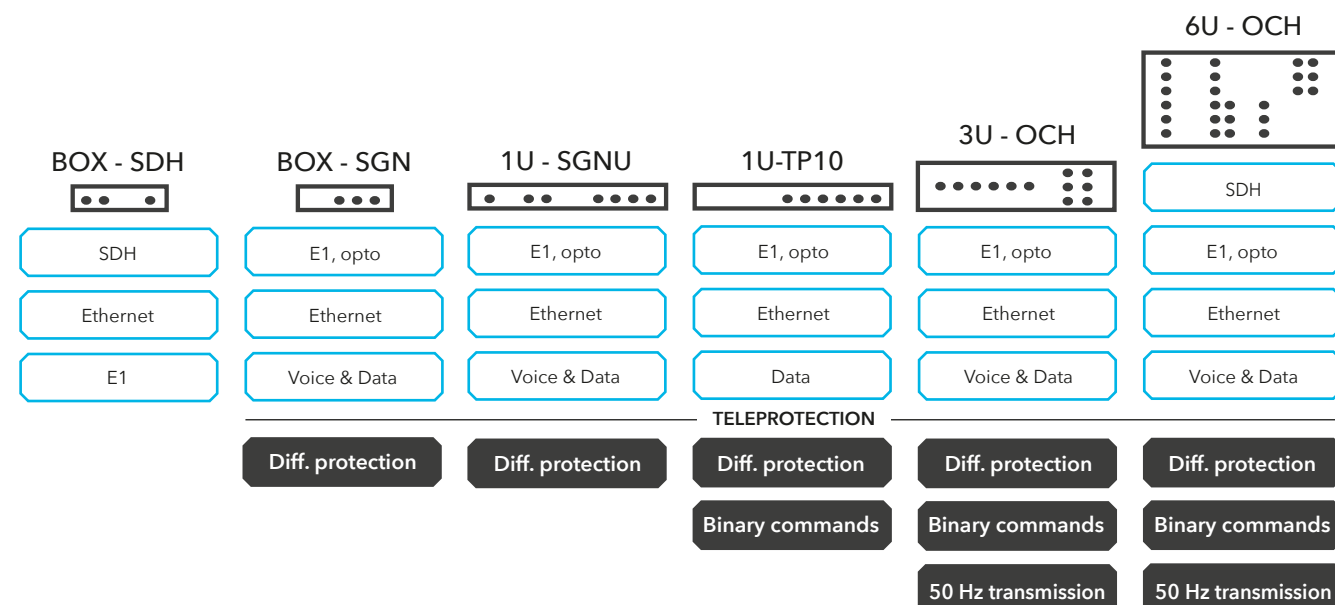 6U - OCH
3U - OCH
BOX - SDH BOX - SGN 1U - SGNU 1U-TP10
SDH
SDH E1, opto E1, opto E1, opto E1, opto E1, opto
Ethernet Ethernet Ethernet Ethernet Ethernet Ethernet
E1 Voice & Data Voice & Data Data Voice & Data Voice & Data
TELEPROTECTION
Diff. protection Diff. protection Diff. protection Diff. protection Diff. protection
Binary commands Binary commands Binary commands
50 Hz transmission 50 Hz transmission